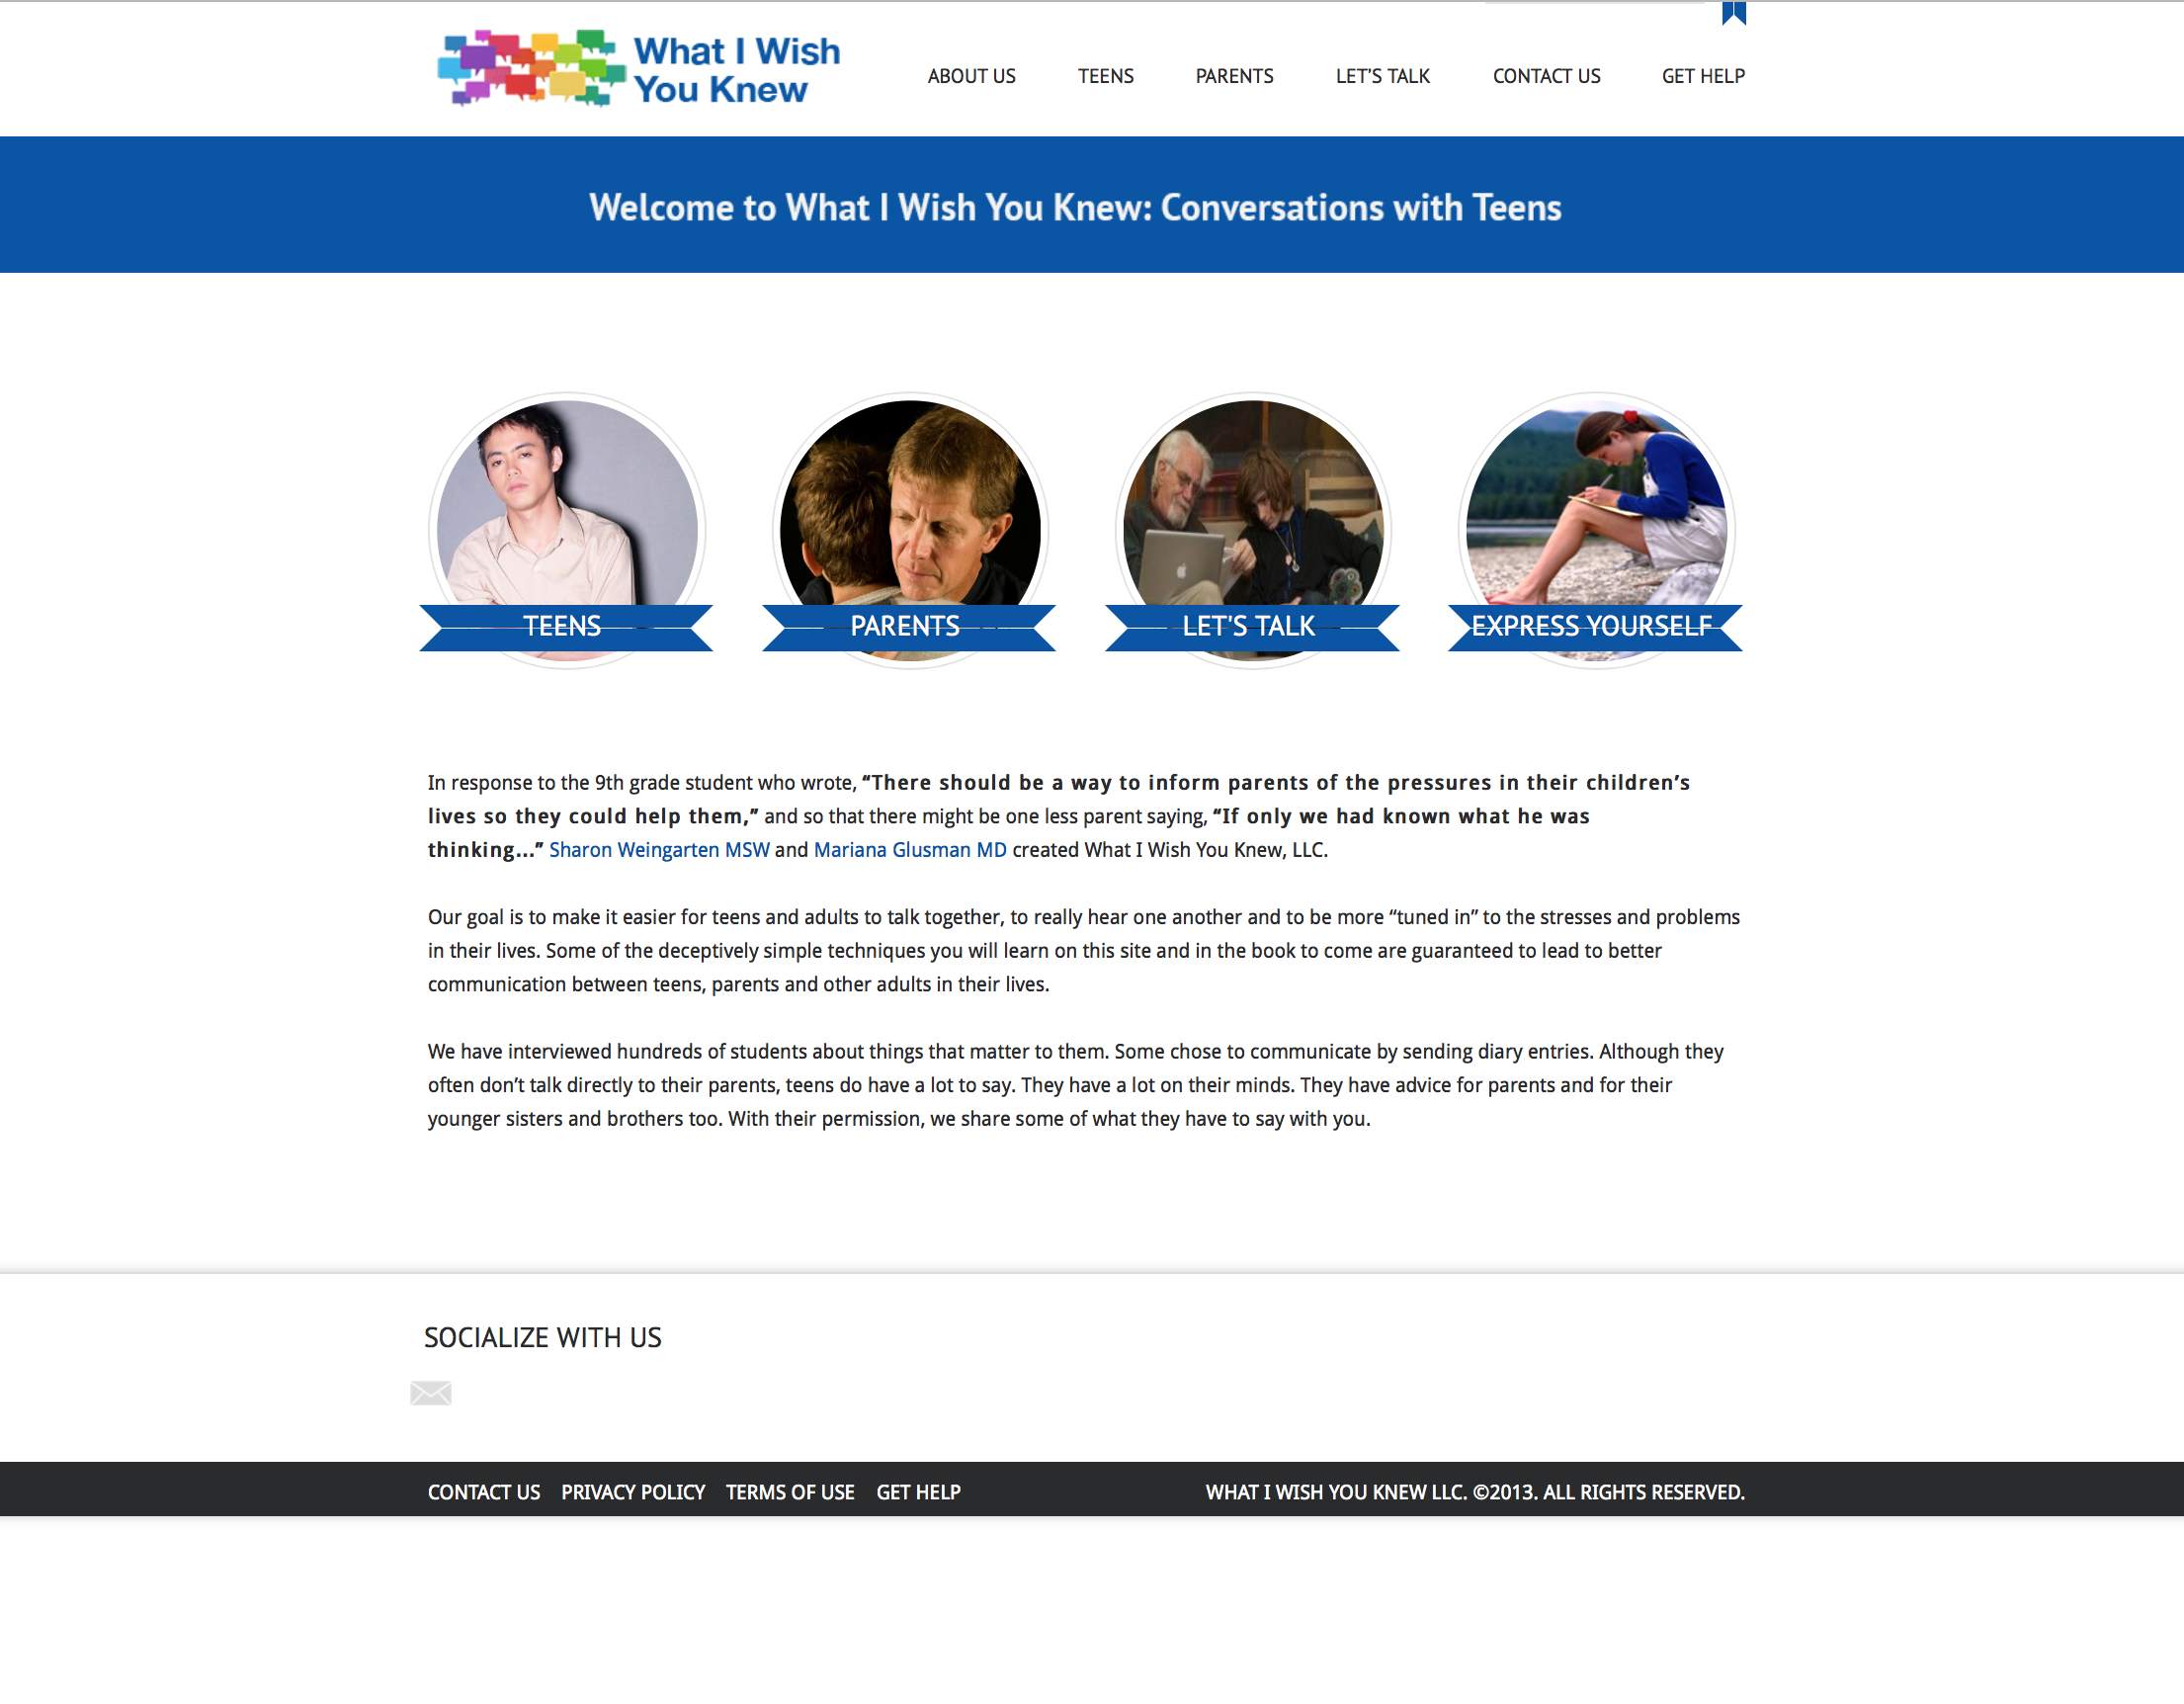 What I Wish
You Knew
ABOUT US TEENS PARENTS LET’S TALK CONTACT US GET HELP
Welcome to What I Wish You Knew: Conversations with Teens
TEENS PARENTS LET'S TALK EXPRESS YOURSELF
In response to the 9th grade student who wrote, “There should be a way to inform parents of the pressures in their children’s
lives so they could help them,” and so that there might be one less parent saying, “If only we had known what he was
thinking…” Sharon Weingarten MSW and Mariana Glusman MD created What I Wish You Knew, LLC.
Our goal is to make it easier for teens and adults to talk together, to really hear one another and to be more “tuned in” to the stresses and problems
in their lives. Some of the deceptively simple techniques you will learn on this site and in the book to come are guaranteed to lead to better
communication between teens, parents and other adults in their lives.
We have interviewed hundreds of students about things that matter to them. Some chose to communicate by sending diary entries. Although they
often don’t talk directly to their parents, teens do have a lot to say. They have a lot on their minds. They have advice for parents and for their
younger sisters and brothers too. With their permission, we share some of what they have to say with you.
SOCIALIZE WITH US
CONTACT US PRIVACY POLICY TERMS OF USE GET HELP WHAT I WISH YOU KNEW LLC. ©2013. ALL RIGHTS RESERVED.